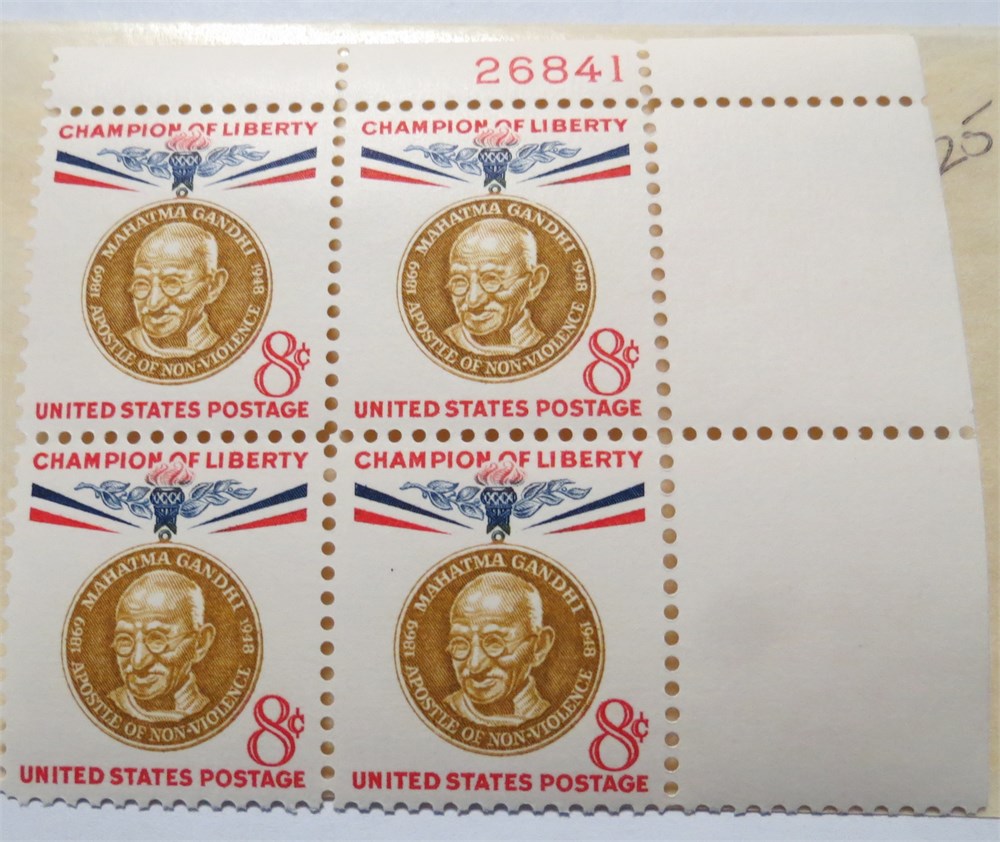 26841
25
CHAMPION OF LIBERTY
MAHATMA GANDHI
1869 1948
APOSTLE OF NON-VIOLENCE
8¢
UNITED STATES POSTAGE
CHAMPION OF LIBERTY
MAHATMA GANDHI
1869 1948
APOSTLE OF NON-VIOLENCE
8¢
UNITED STATES POSTAGE
CHAMPION OF LIBERTY
MAHATMA GANDHI
1869 1948
APOSTLE OF NON-VIOLENCE
8¢
UNITED STATES POSTAGE
CHAMPION OF LIBERTY
MAHATMA GANDHI
1869 1948
APOSTLE OF NON-VIOLENCE
8¢
UNITED STATES POSTAGE